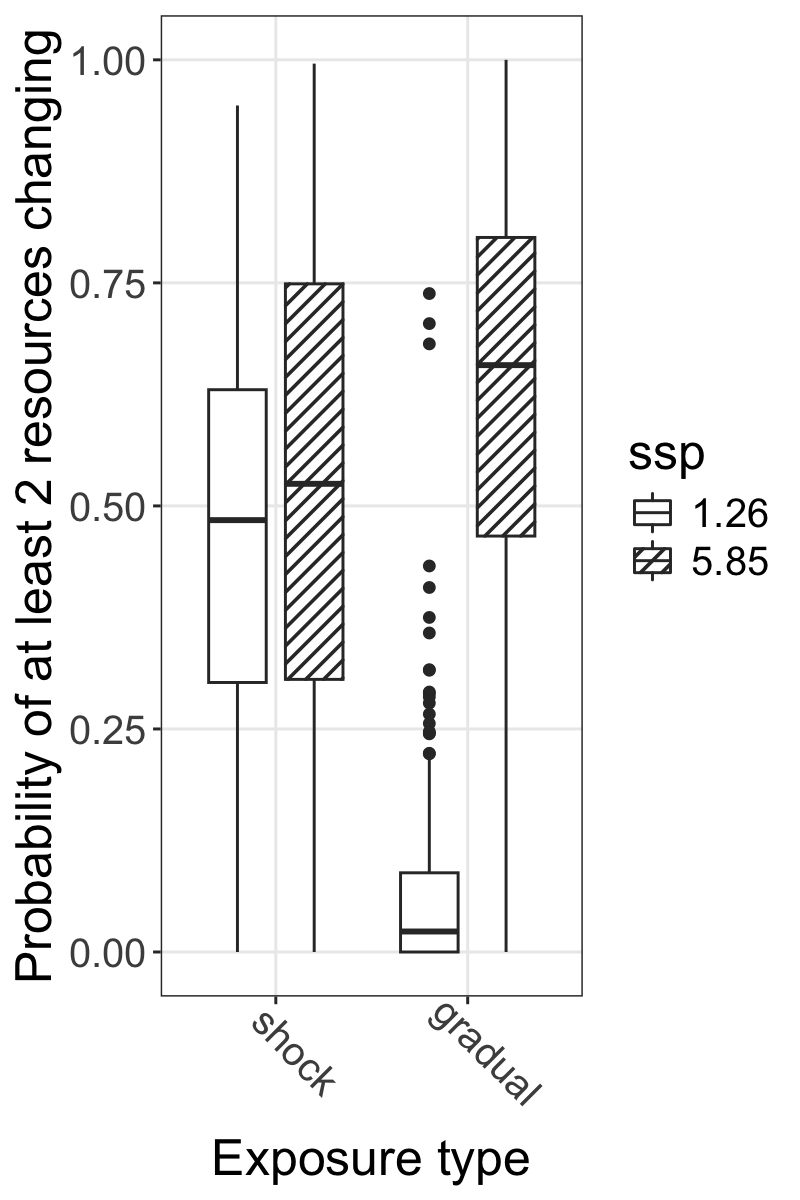 Probability of at least 2 resources changing
1.00
0.75
0.50
0.25
0.00
shock
gradual
Exposure type
ssp
1.26
5.85